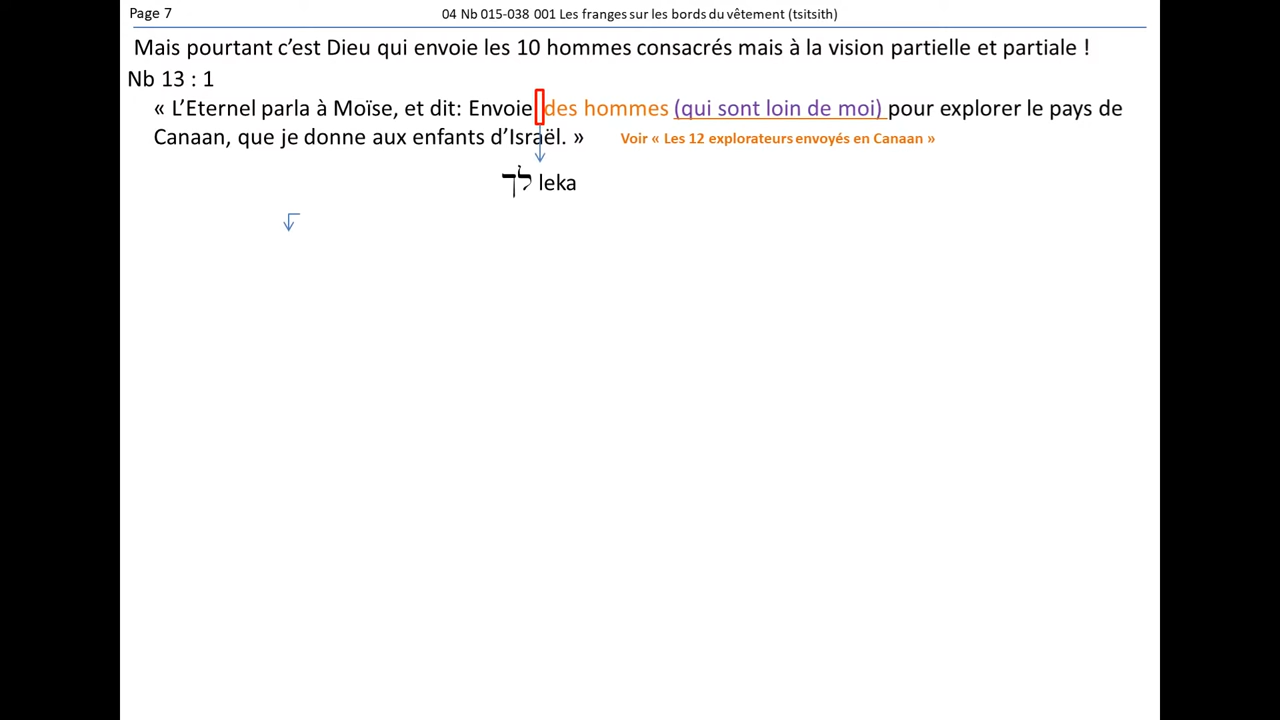 Page 7
04 Nb 015-038 001 Les franges sur les bords du vêtement (tsitsith)
Mais pourtant c’est Dieu qui envoie les 10 hommes consacrés mais à la vision partielle et partiale !
Nb 13 : 1
« L’Eternel parla à Moïse, et dit: Envoie des hommes (qui sont loin de moi) pour explorer le pays de
Canaan, que je donne aux enfants d’Israël. » Voir « Les 12 explorateurs envoyés en Canaan »
לך leka